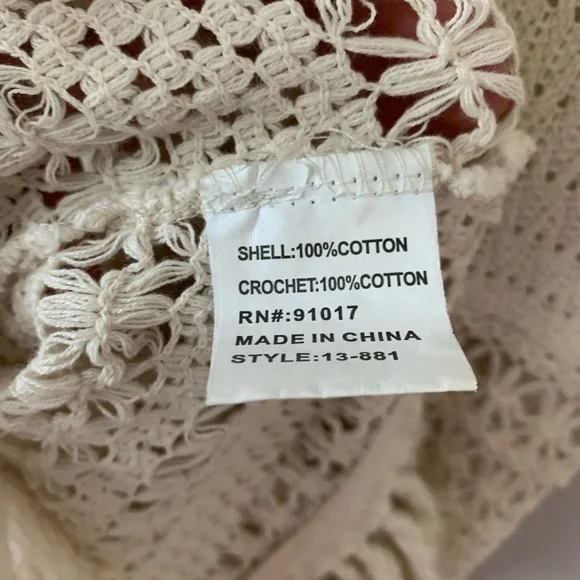 SHELL:100%COTTON
CROCHET:100%COTTON
RN#:91017
MADE IN CHINA
STYLE:13-881